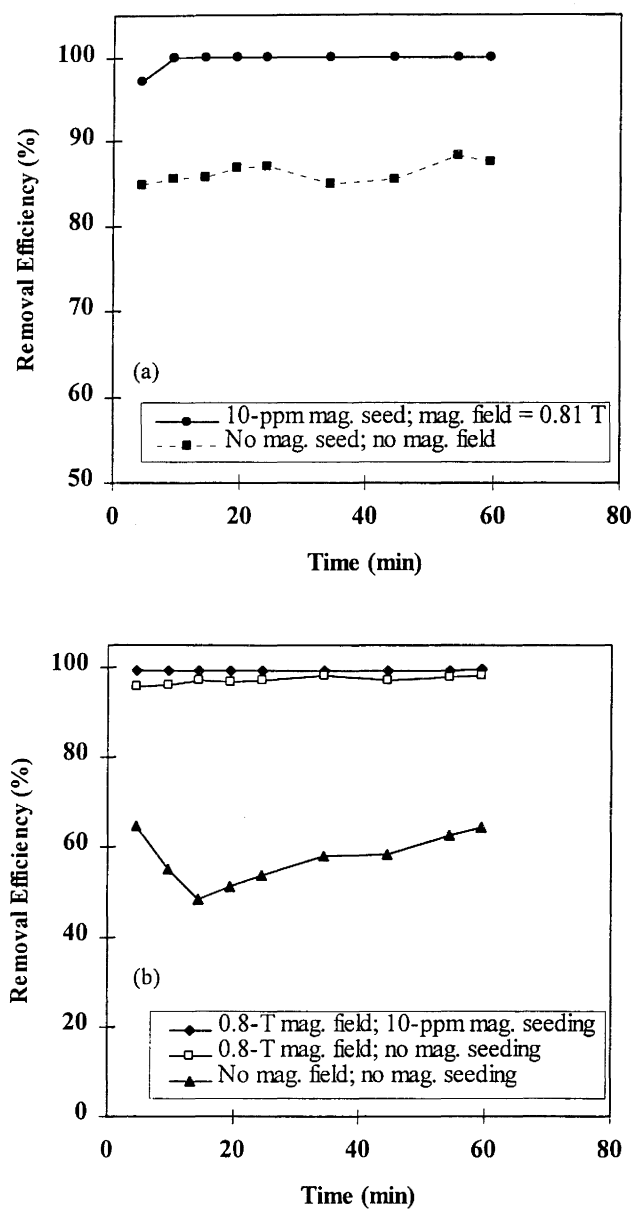 100
90
80
70
60
50
Removal Efficiency (%)
(a)
10-ppm mag. seed; mag. field = 0.81 T
No mag. seed; no mag. field
0 20 40 60 80
Time (min)
100
80
60
40
20
0
Removal Efficiency (%)
(b)
0.8-T mag. field; 10-ppm mag. seeding
0.8-T mag. field; no mag. seeding
No mag. field; no mag. seeding
0 20 40 60 80
Time (min)